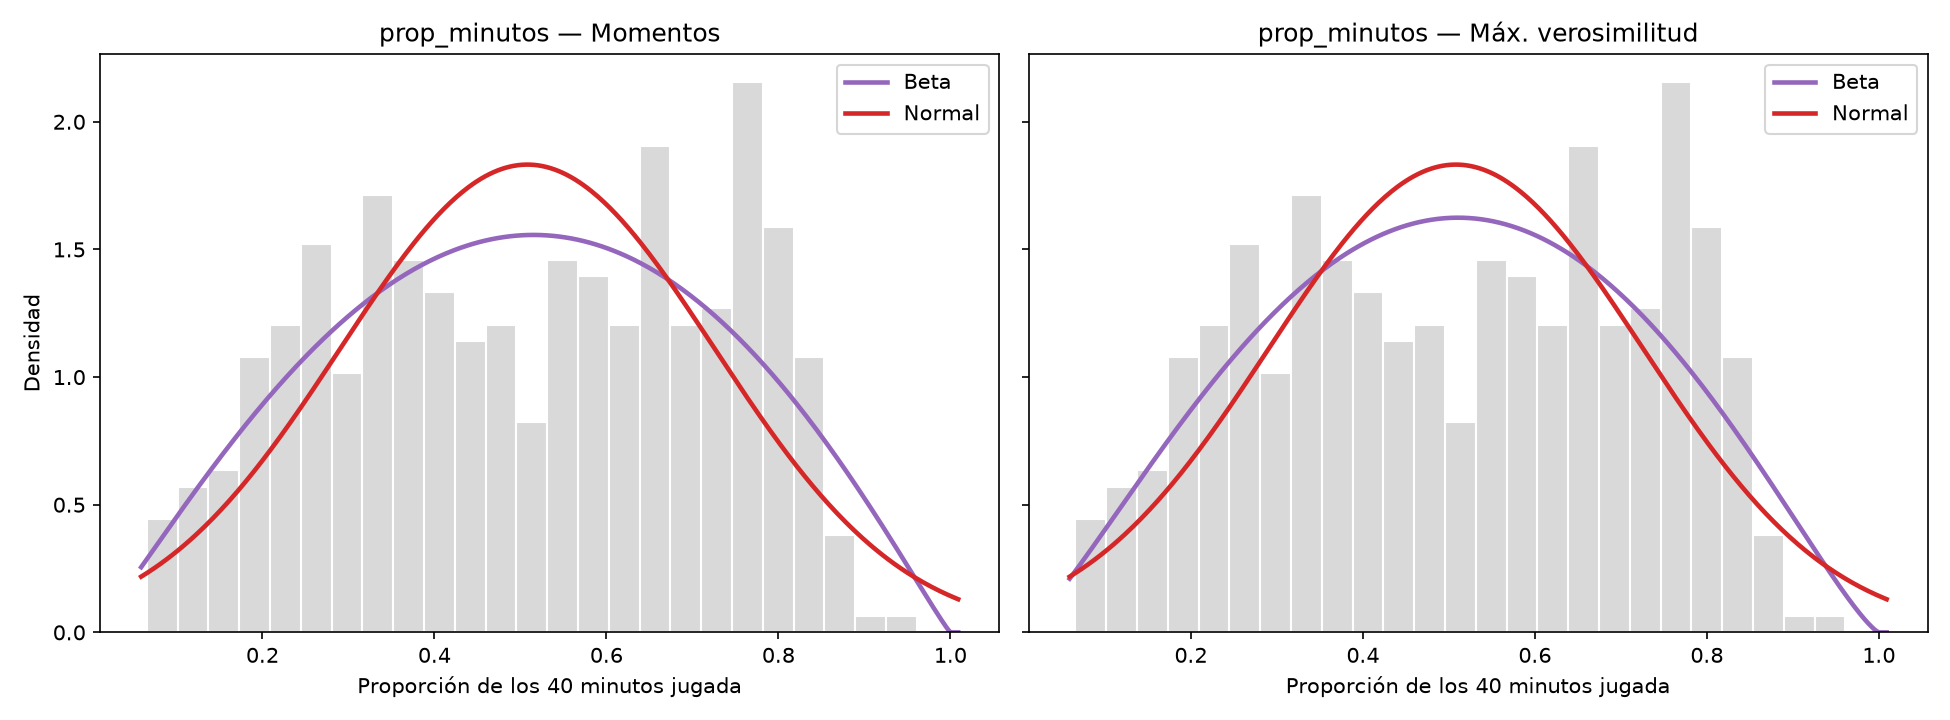 prop_minutos — Momentos
Beta
Normal
Densidad
2.0
1.5
1.0
0.5
0.0
0.2 0.4 0.6 0.8 1.0
Proporción de los 40 minutos jugada
prop_minutos — Máx. verosimilitud
Beta
Normal
0.2 0.4 0.6 0.8 1.0
Proporción de los 40 minutos jugada